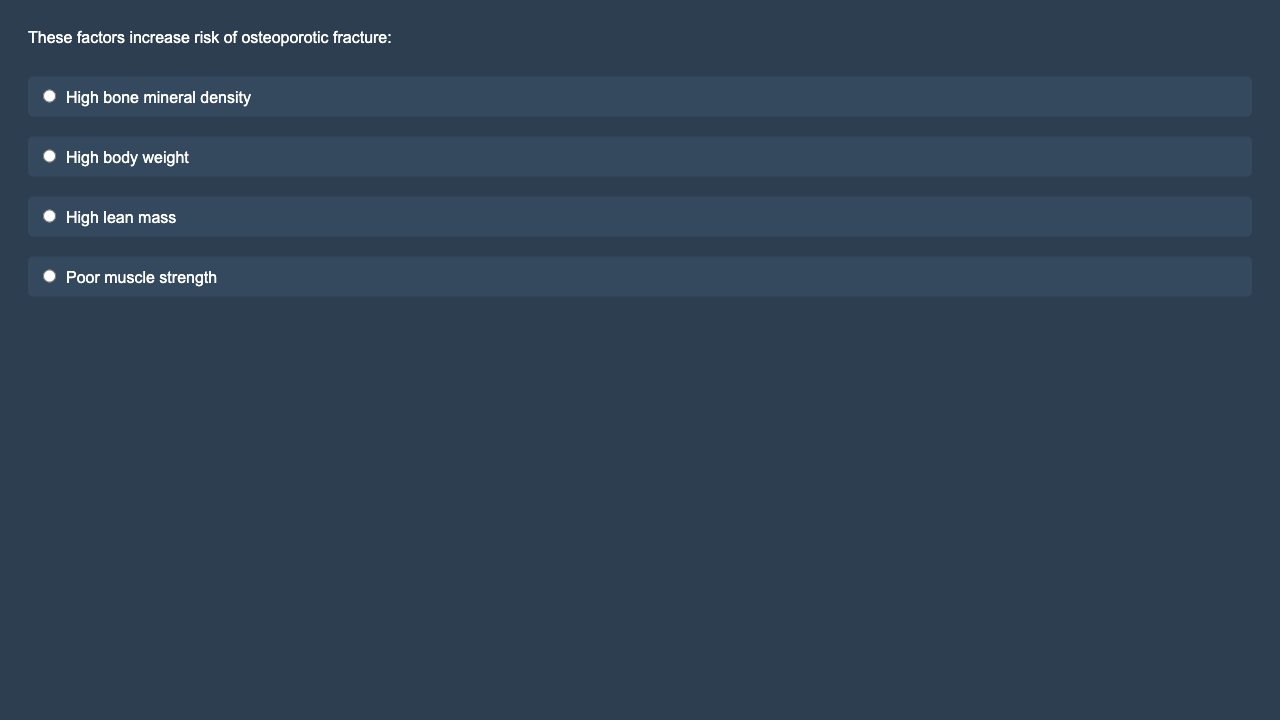 These factors increase risk of osteoporotic fracture:
High bone mineral density
High body weight
High lean mass
Poor muscle strength